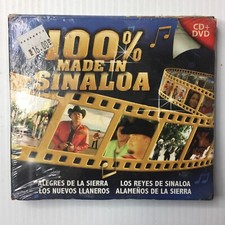 100%
MADE IN
SINALOA
CD+
DVD
ALEGRES DE LA SIERRA
LOS REYES DE SINALOA
LOS NUEVOS LLANEROS
ALAMEÑOS DE LA SIERRA